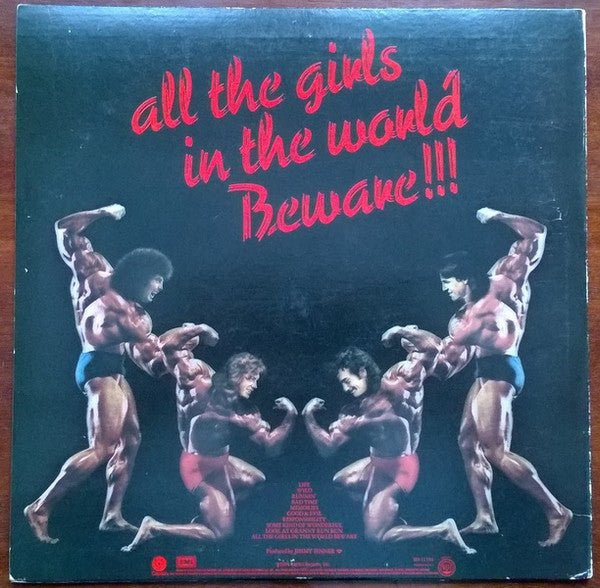 all the girls
in the world
Beware!!!
LIFE
WILD
RUNNIN'
BAD TIME
MEMORIES
GOOD & EVIL
RESPONSIBILITY
SOME KIND OF WONDERFUL
LOOK AT GRANNY RUN RUN
ALL THE GIRLS IN THE WORLD BEWARE
Produced by JIMMY IENNER
EMI